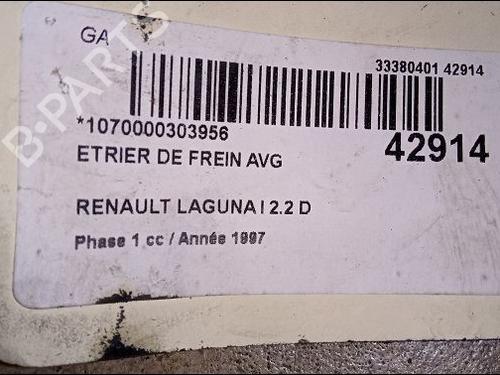 GA
33380401 42914
*1070000303956
42914
ETRIER DE FREIN AVG
RENAULT LAGUNA I 2.2 D
Phase 1 cc / Année 1997
B-PARTS